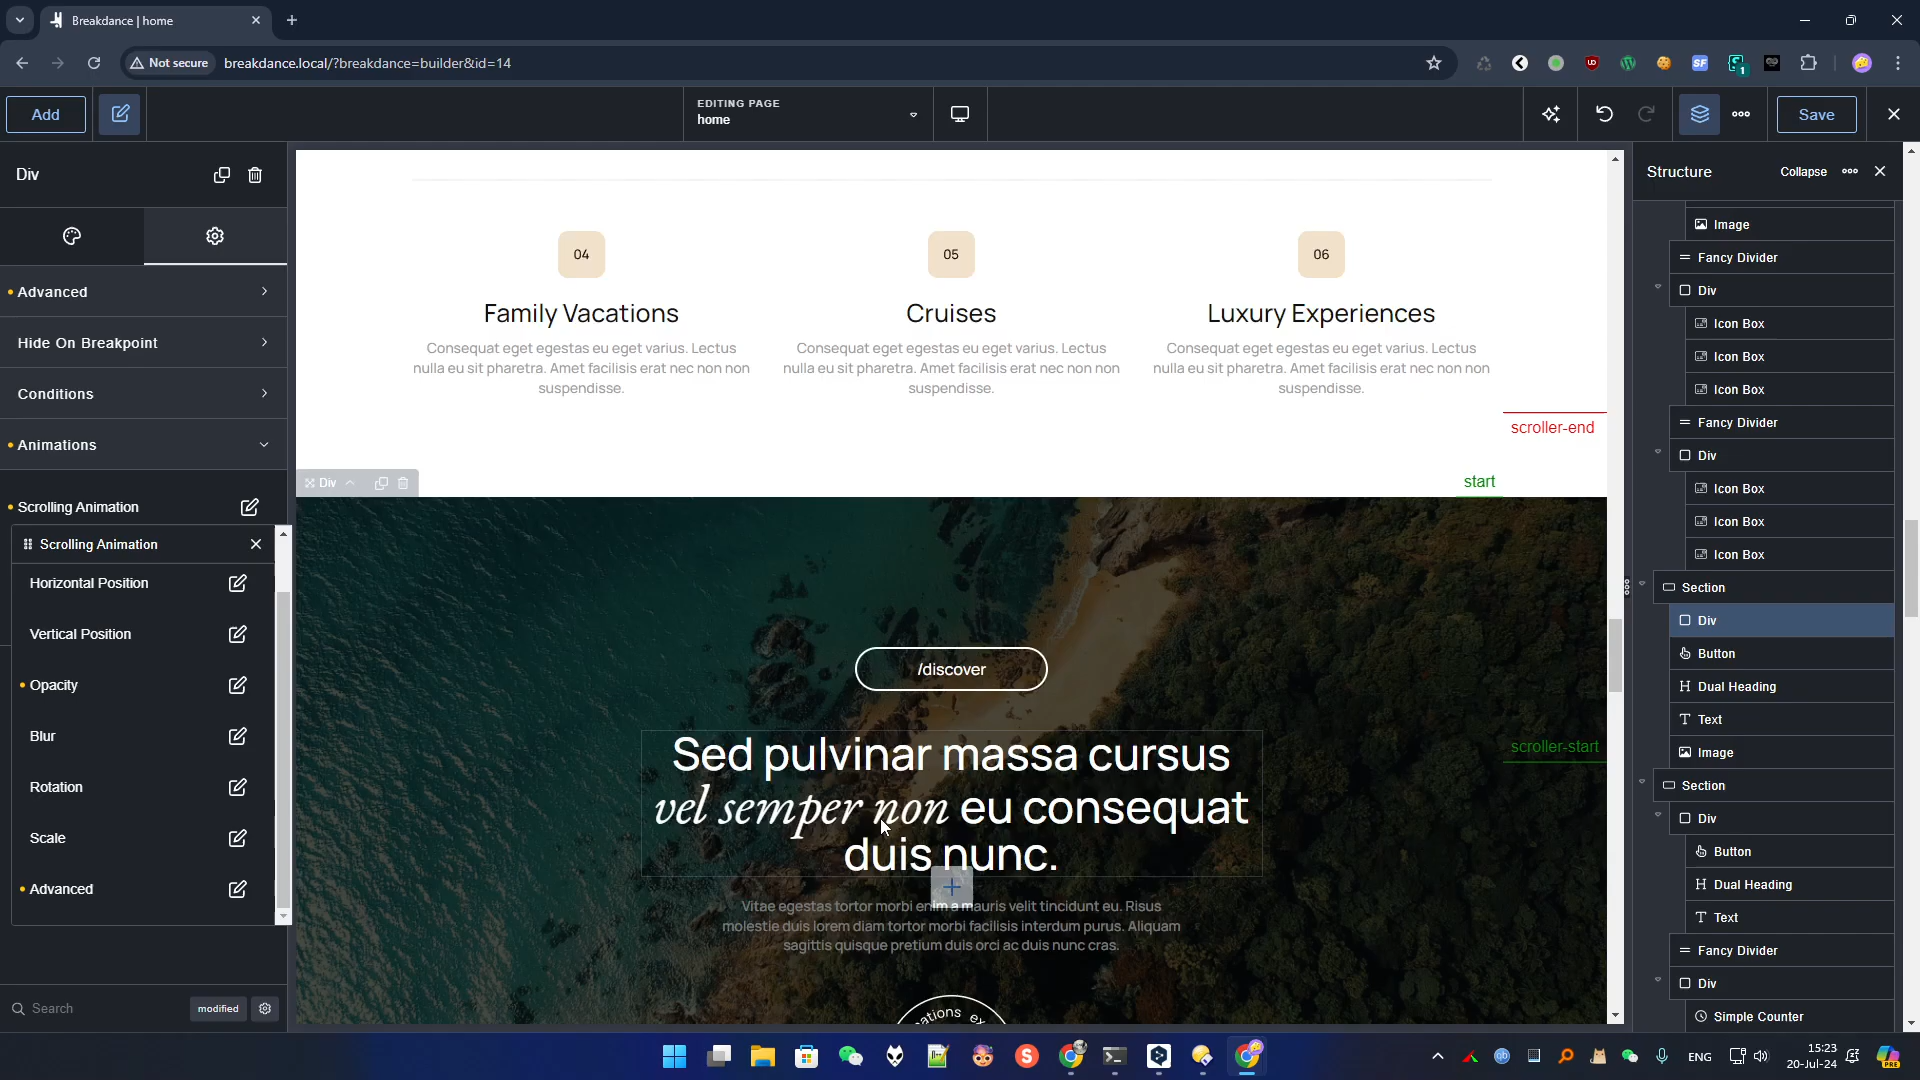 Breakdance | home
Not secure
breakdance.local/?breakdance=builder&id=14
Add
EDITING PAGE
home
Save
Div
Advanced
Hide On Breakpoint
Conditions
Animations
Scrolling Animation
Scrolling Animation
Horizontal Position
Vertical Position
Opacity
Blur
Rotation
Scale
Advanced
Search
modified
04
05
06
Family Vacations
Cruises
Luxury Experiences
Consequat eget egestas eu eget varius. Lectus
nulla eu sit pharetra. Amet facilisis erat nec non non
suspendisse.
Consequat eget egestas eu eget varius. Lectus
nulla eu sit pharetra. Amet facilisis erat nec non non
suspendisse.
Consequat eget egestas eu eget varius. Lectus
nulla eu sit pharetra. Amet facilisis erat nec non non
suspendisse.
scroller-end
start
Div
/discover
scroller-start
Sed pulvinar massa cursus
vel semper non eu consequat
duis nunc.
Vitae egestas tortor morbi enim a mauris velit tincidunt eu. Risus
molestie duis lorem diam tortor morbi facilisis interdum purus. Aliquam
sagittis quisque pretium duis orci ac duis nunc cras.
Structure
Collapse
Image
Fancy Divider
Div
Icon Box
Icon Box
Icon Box
Fancy Divider
Div
Icon Box
Icon Box
Icon Box
Section
Div
Button
Dual Heading
Text
Image
Section
Div
Button
Dual Heading
Text
Fancy Divider
Div
Simple Counter
ENG
15:23
20-Jul-24